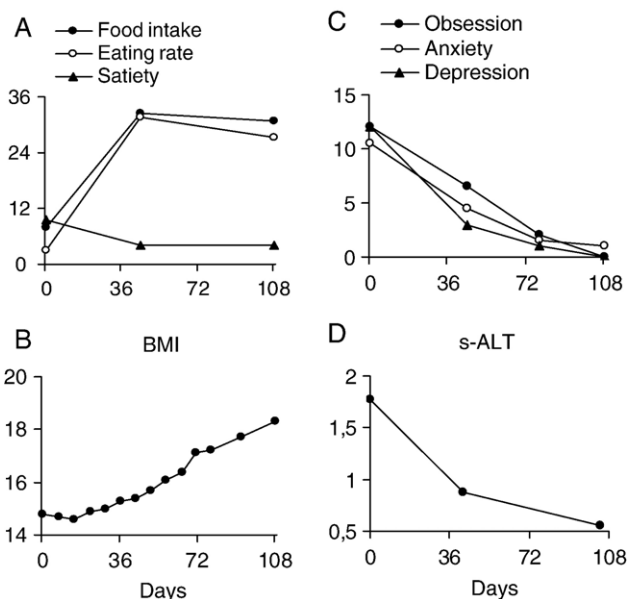 A
Food intake
Eating rate
Satiety
36
24
12
0
0 36 72 108
C
Obsession
Anxiety
Depression
15
10
5
0
0 36 72 108
B
BMI
20
18
16
14
0 36 72 108
Days
D
s-ALT
2
1,5
1
0,5
0 36 72 108
Days